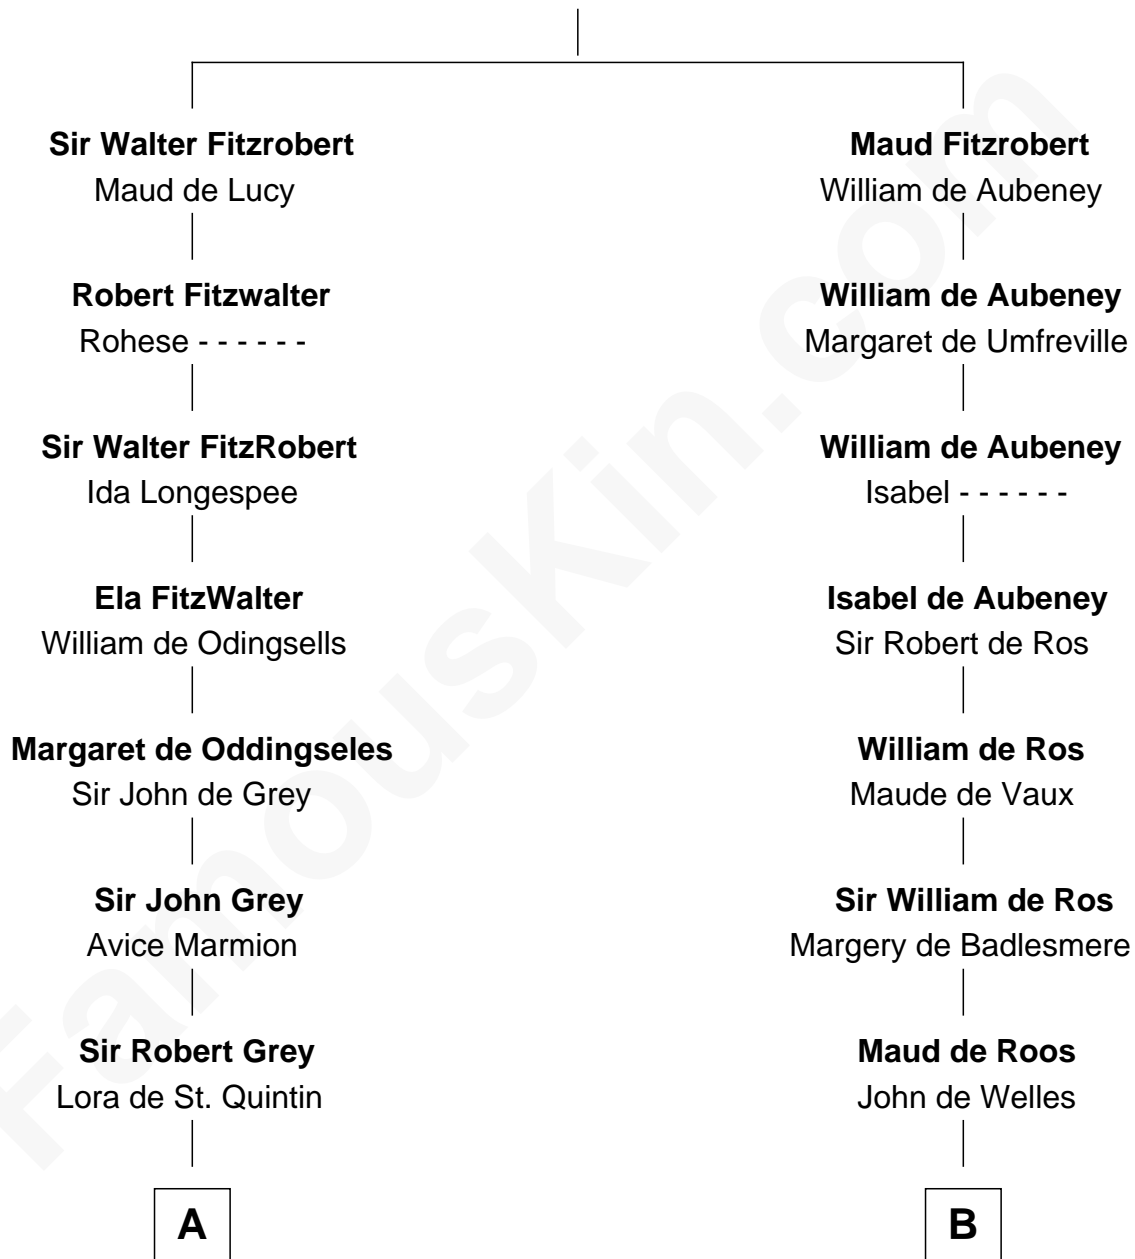 Sir Walter Fitzrobert
Maud de Lucy
Robert Fitzwalter
Rohese - - - - - -
Sir Walter FitzRobert
Ida Longespee
Ela FitzWalter
William de Odingsells
Margaret de Oddingseles
Sir John de Grey
Sir John Grey
Avice Marmion
Sir Robert Grey
Lora de St. Quintin
A
Maud Fitzrobert
William de Aubeney
William de Aubeney
Margaret de Umfreville
William de Aubeney
Isabel - - - - - -
Isabel de Aubeney
Sir Robert de Ros
William de Ros
Maude de Vaux
Sir William de Ros
Margery de Badlesmere
Maud de Roos
John de Welles
B
FamousKin.com